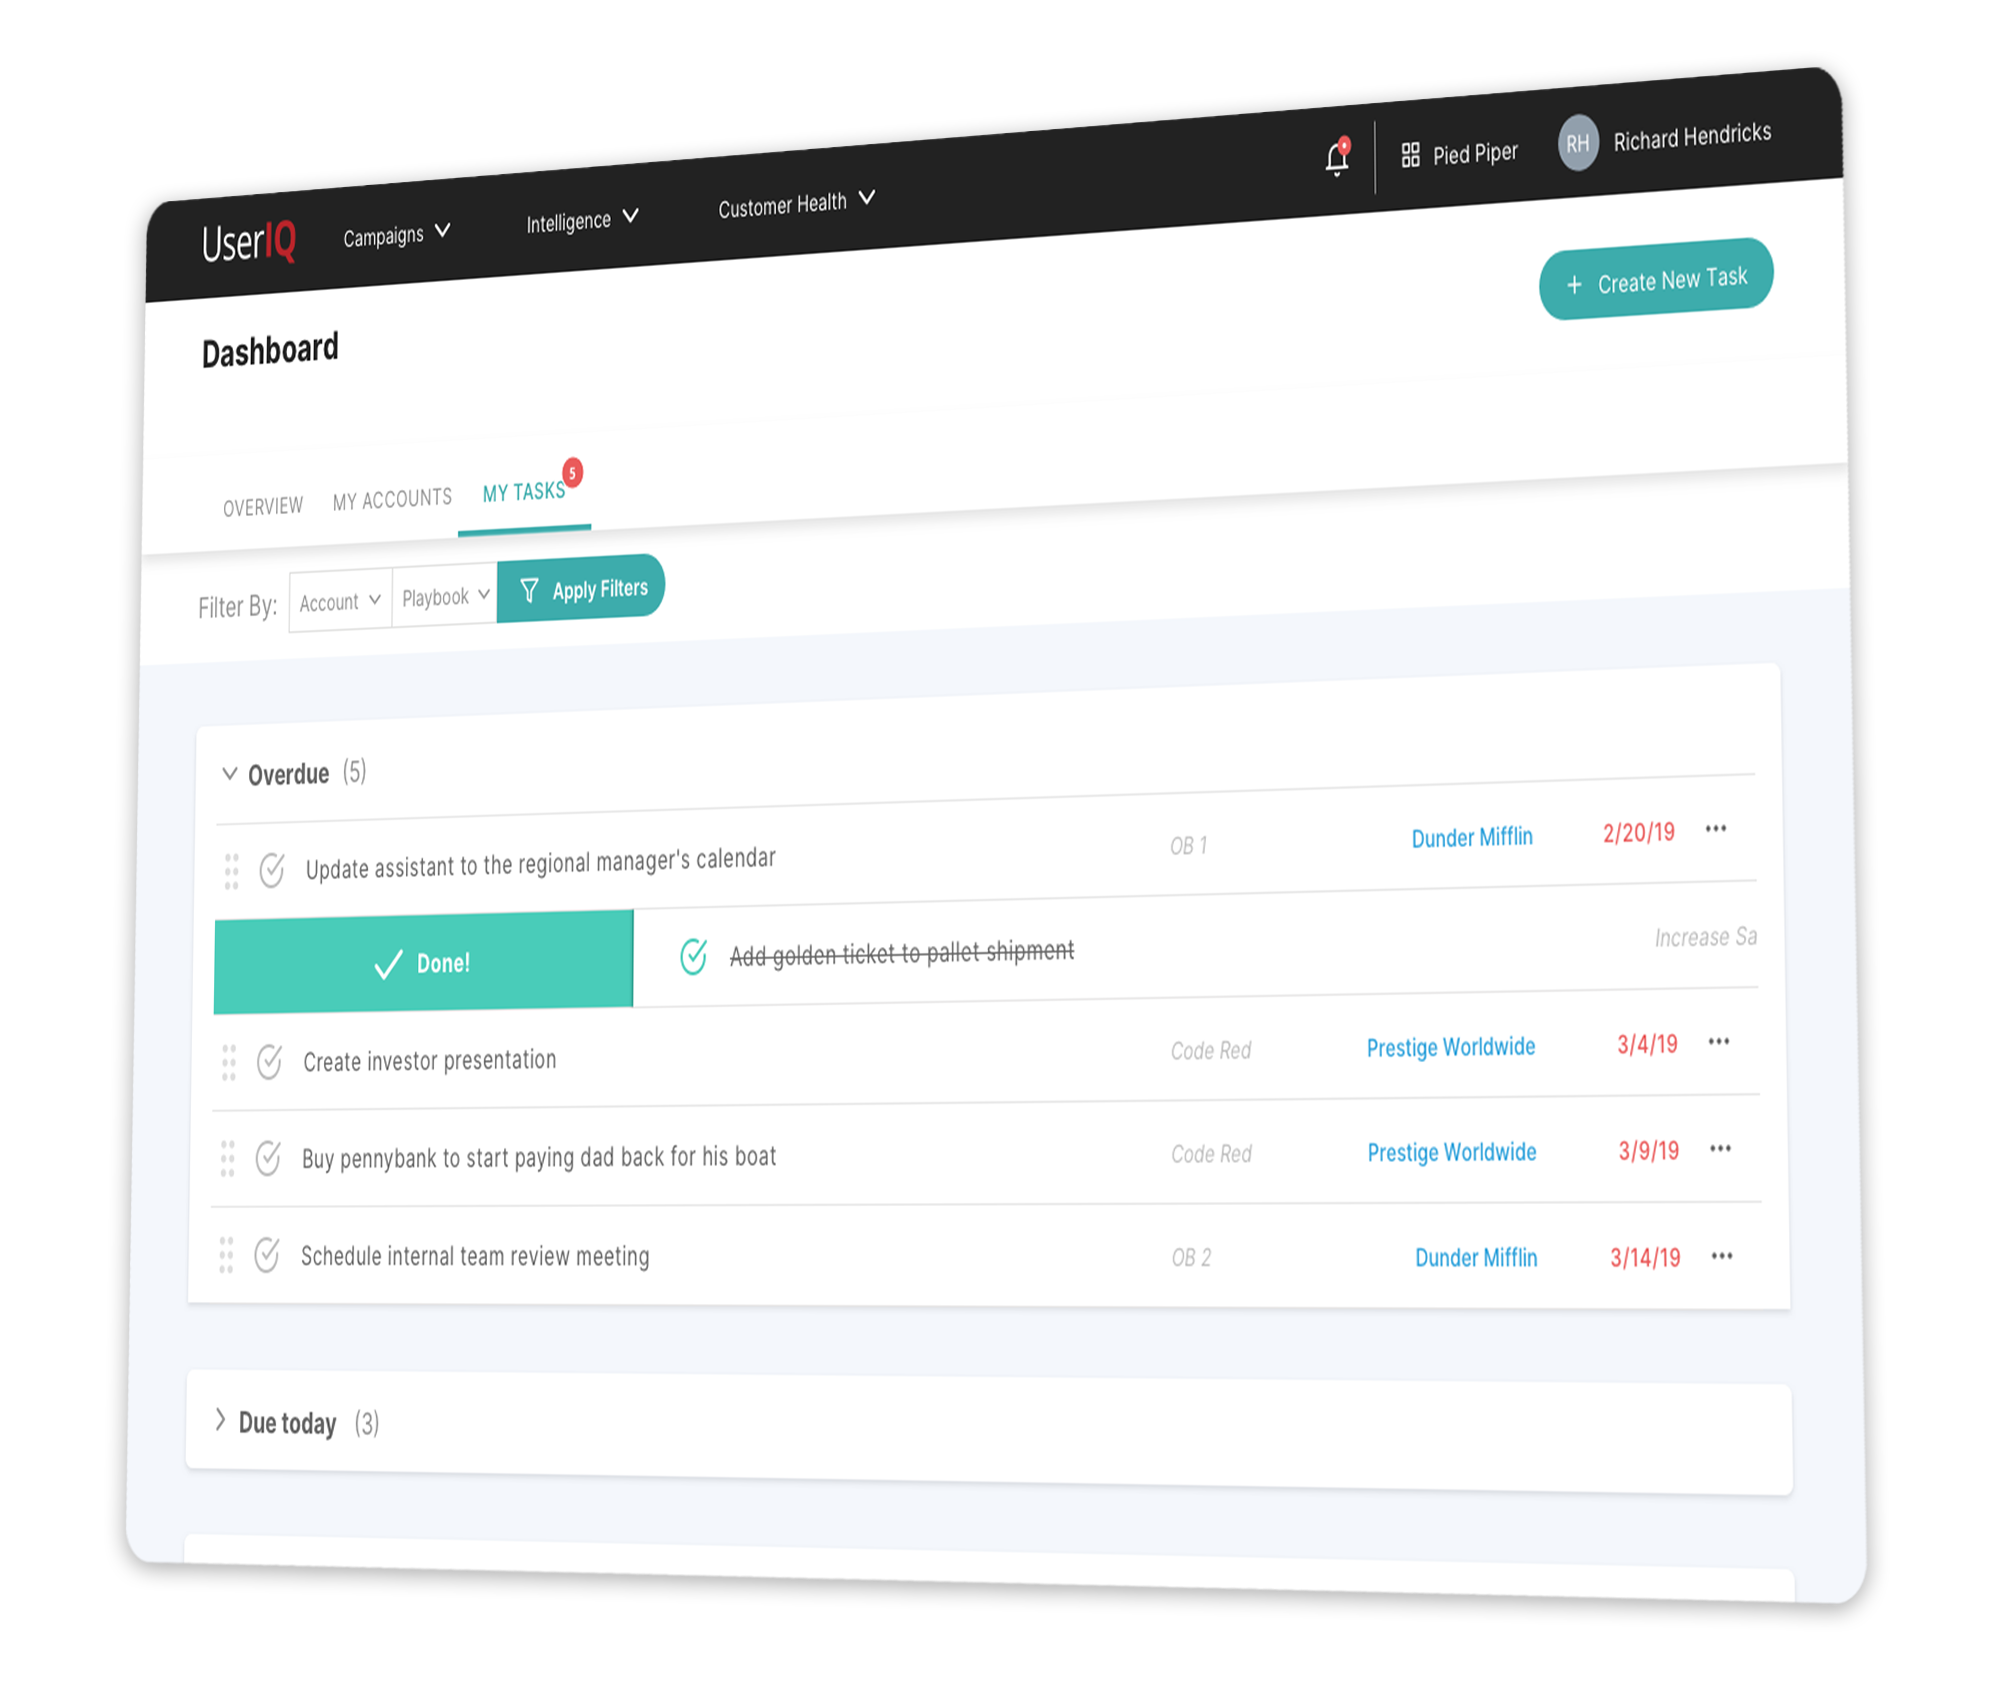 UserIQ Campaigns Intelligence Customer Health Pied Piper RH Richard Hendricks
Dashboard
+ Create New Task
OVERVIEW MY ACCOUNTS MY TASKS 5
Filter By: Account Playbook Apply Filters
Overdue (5)
Update assistant to the regional manager's calendar OB 1 Dunder Mifflin 2/20/19 •••
Done! Add golden ticket to pallet shipment Increase Sa
Create investor presentation Code Red Prestige Worldwide 3/4/19 •••
Buy pennybank to start paying dad back for his boat Code Red Prestige Worldwide 3/9/19 •••
Schedule internal team review meeting OB 2 Dunder Mifflin 3/14/19 •••
Due today (3)